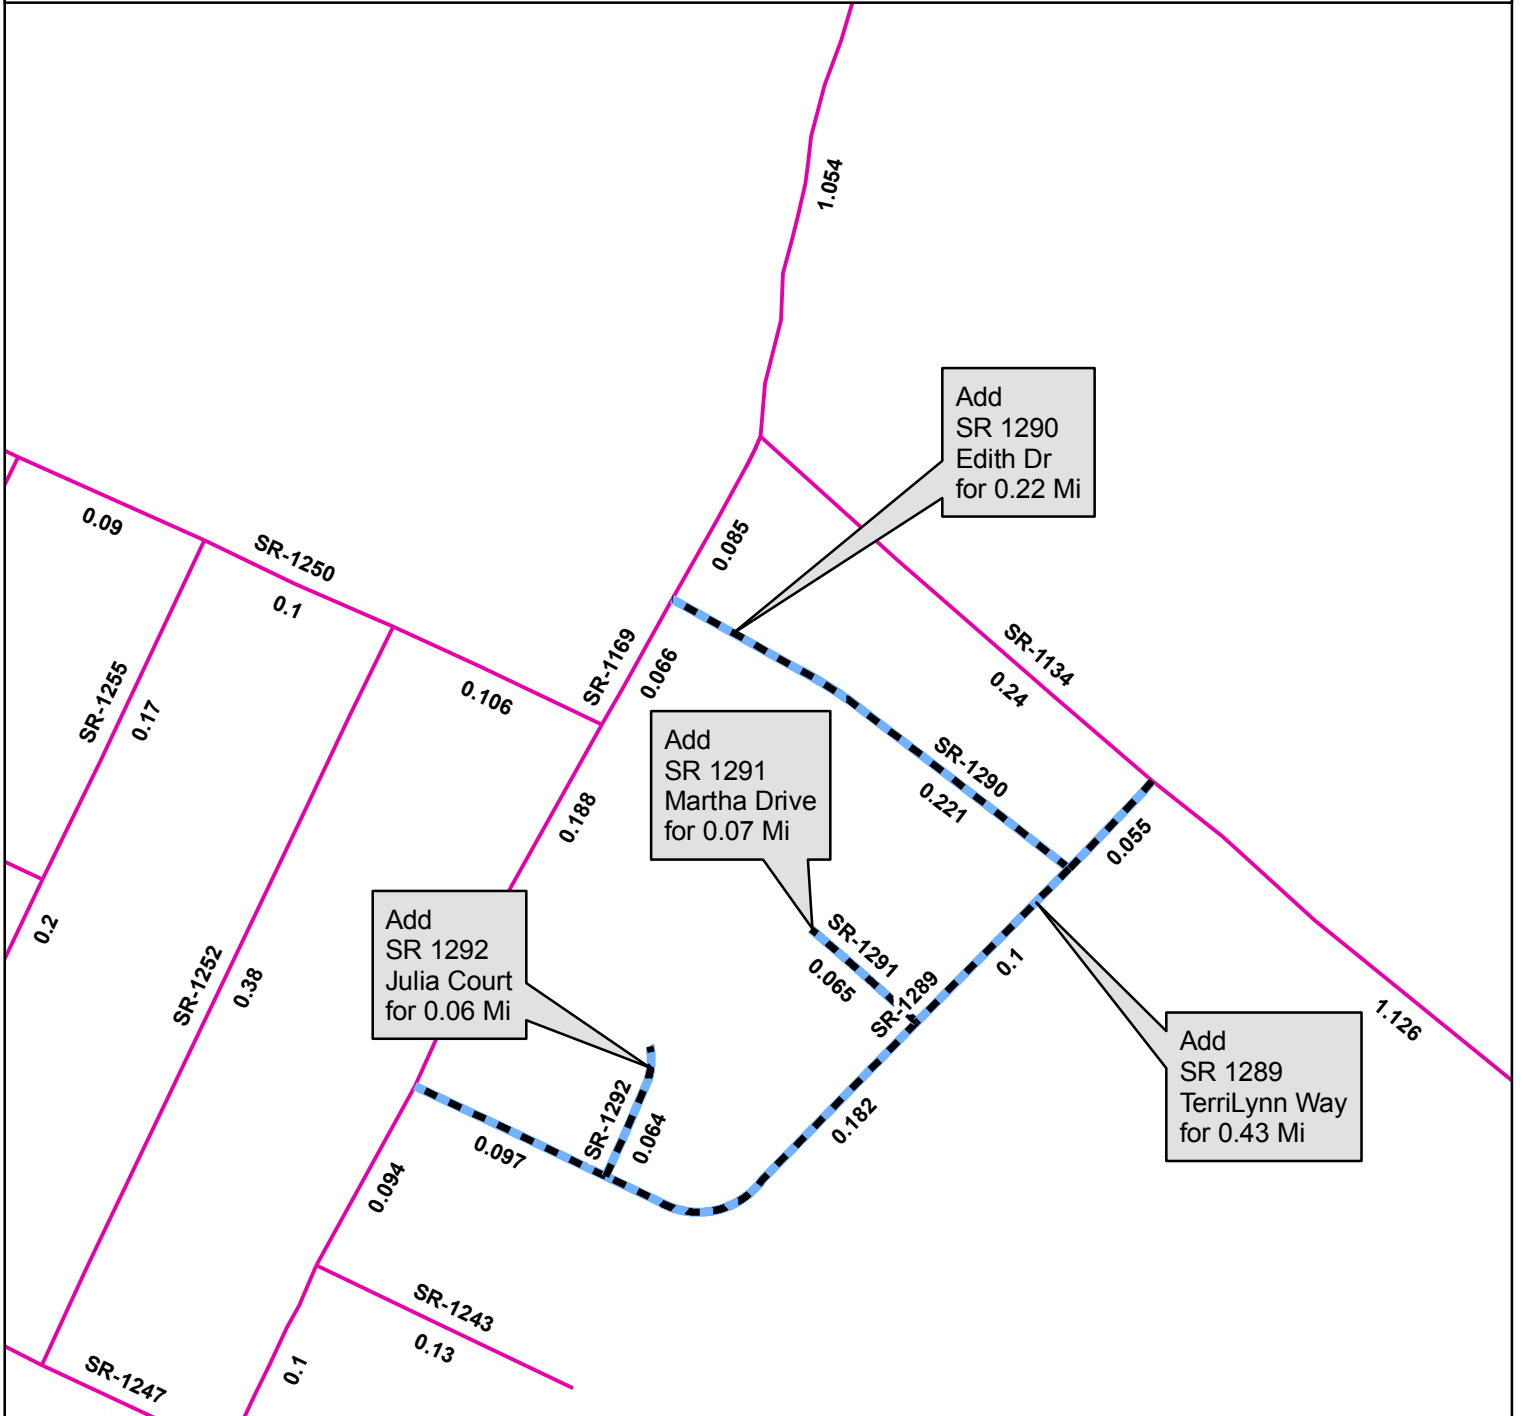 1.054
Add
SR 1290
Edith Dr
for 0.22 Mi
0.09
SR-1250
0.1
0.085
SR-1169
0.066
SR-1134
0.24
SR-1255
0.17
0.106
Add
SR 1291
Martha Drive
for 0.07 Mi
SR-1290
0.221
0.188
0.055
Add
SR 1292
Julia Court
for 0.06 Mi
0.2
SR-1252
0.38
SR-1291
0.065
SR-1289
0.1
Add
SR 1289
TerriLynn Way
for 0.43 Mi
1.126
SR-1292
0.064
0.097
0.182
0.094
SR-1243
0.13
0.1
SR-1247